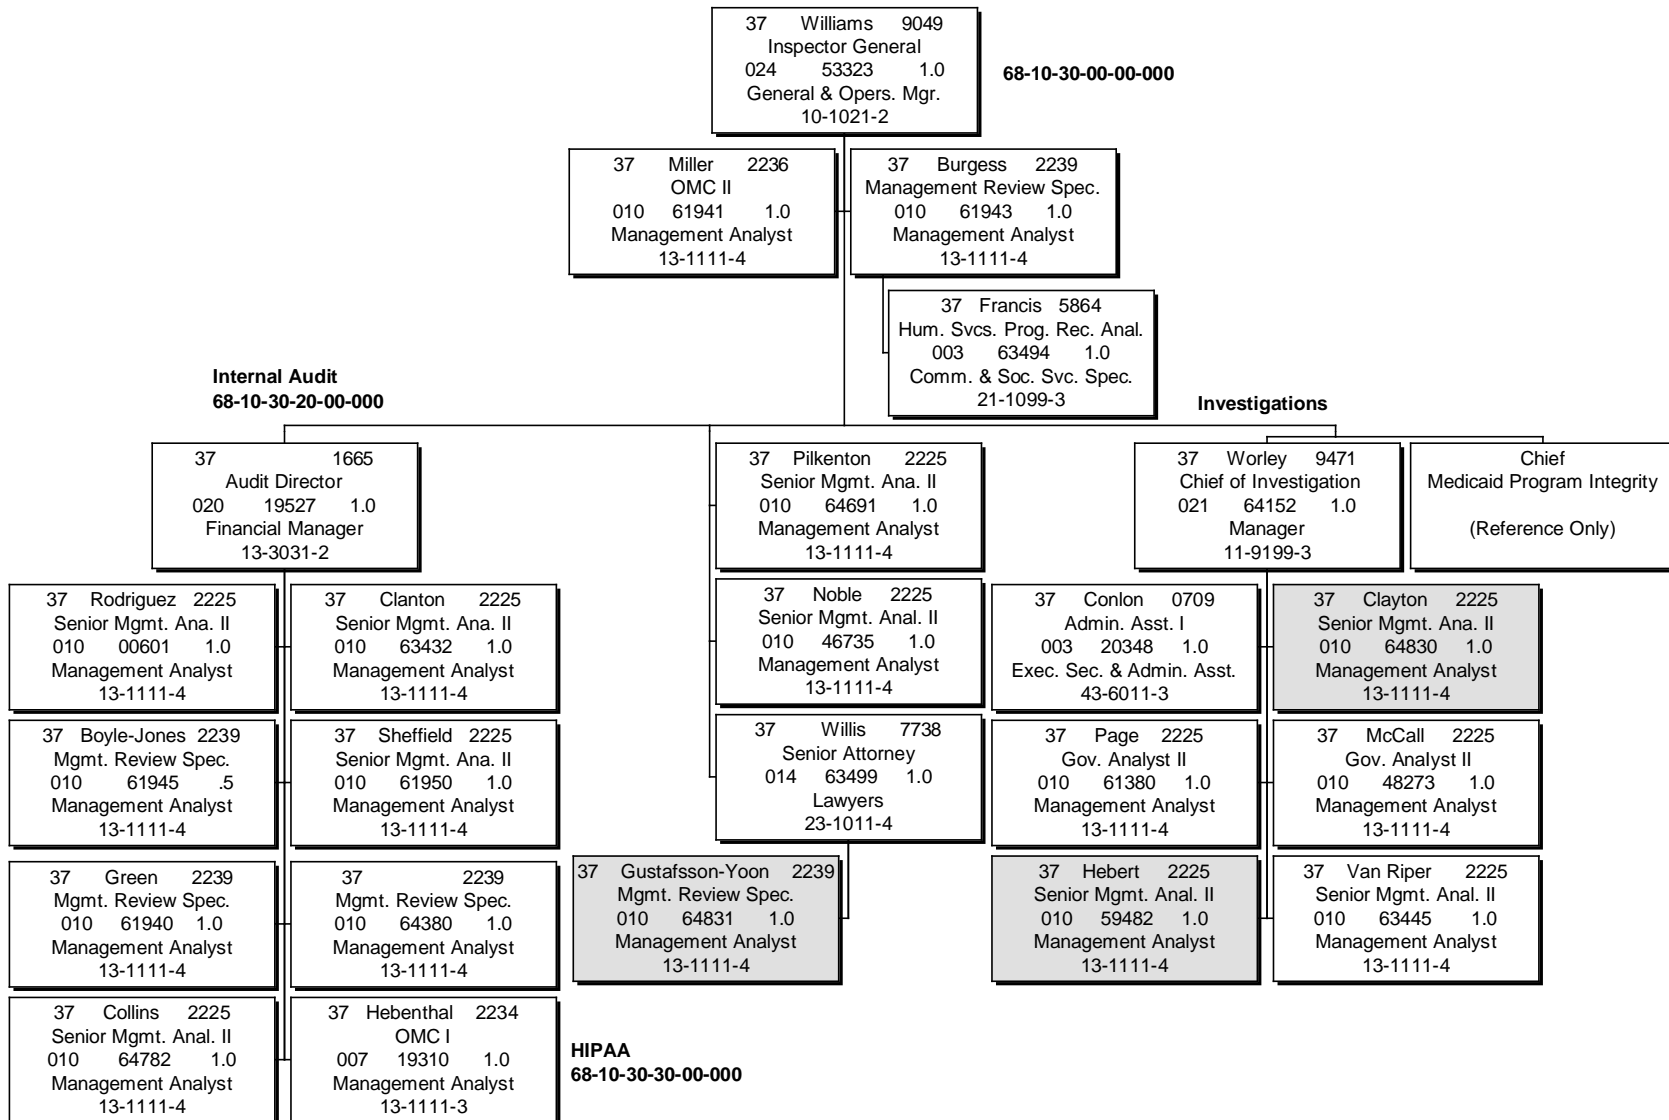 37 Williams 9049
Inspector General
024 53323 1.0
General & Opers. Mgr.
10-1021-2
68-10-30-00-00-000
37 Miller 2236
OMC II
010 61941 1.0
Management Analyst
13-1111-4
37 Burgess 2239
Management Review Spec.
010 61943 1.0
Management Analyst
13-1111-4
37 Francis 5864
Hum. Svcs. Prog. Rec. Anal.
003 63494 1.0
Comm. & Soc. Svc. Spec.
21-1099-3
Internal Audit
68-10-30-20-00-000
Investigations
37 1665
Audit Director
020 19527 1.0
Financial Manager
13-3031-2
37 Pilkenton 2225
Senior Mgmt. Ana. II
010 64691 1.0
Management Analyst
13-1111-4
37 Worley 9471
Chief of Investigation
021 64152 1.0
Manager
11-9199-3
Chief
Medicaid Program Integrity
(Reference Only)
37 Rodriguez 2225
Senior Mgmt. Ana. II
010 00601 1.0
Management Analyst
13-1111-4
37 Clanton 2225
Senior Mgmt. Ana. II
010 63432 1.0
Management Analyst
13-1111-4
37 Noble 2225
Senior Mgmt. Anal. II
010 46735 1.0
Management Analyst
13-1111-4
37 Conlon 0709
Admin. Asst. I
003 20348 1.0
Exec. Sec. & Admin. Asst.
43-6011-3
37 Clayton 2225
Senior Mgmt. Ana. II
010 64830 1.0
Management Analyst
13-1111-4
37 Boyle-Jones 2239
Mgmt. Review Spec.
010 61945 .5
Management Analyst
13-1111-4
37 Sheffield 2225
Senior Mgmt. Ana. II
010 61950 1.0
Management Analyst
13-1111-4
37 Willis 7738
Senior Attorney
014 63499 1.0
Lawyers
23-1011-4
37 Page 2225
Gov. Analyst II
010 61380 1.0
Management Analyst
13-1111-4
37 McCall 2225
Gov. Analyst II
010 48273 1.0
Management Analyst
13-1111-4
37 Green 2239
Mgmt. Review Spec.
010 61940 1.0
Management Analyst
13-1111-4
37 2239
Mgmt. Review Spec.
010 64380 1.0
Management Analyst
13-1111-4
37 Gustafsson-Yoon 2239
Mgmt. Review Spec.
010 64831 1.0
Management Analyst
13-1111-4
37 Hebert 2225
Senior Mgmt. Anal. II
010 59482 1.0
Management Analyst
13-1111-4
37 Van Riper 2225
Senior Mgmt. Anal. II
010 63445 1.0
Management Analyst
13-1111-4
37 Collins 2225
Senior Mgmt. Anal. II
010 64782 1.0
Management Analyst
13-1111-4
37 Hebenthal 2234
OMC I
007 19310 1.0
Management Analyst
13-1111-3
HIPAA
68-10-30-30-00-000